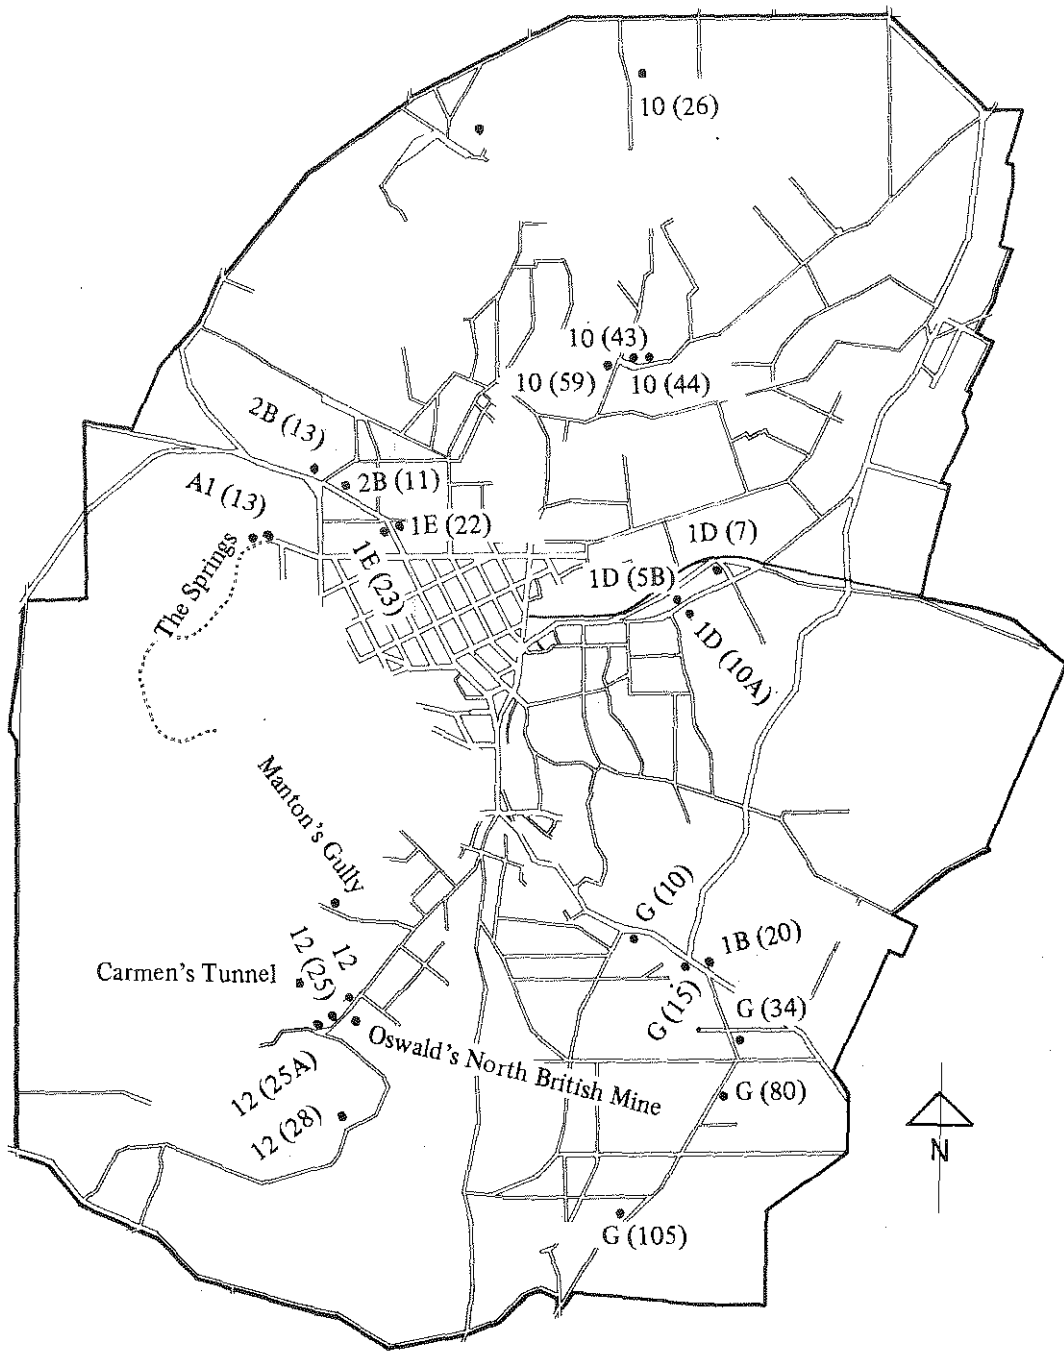 10 (26)
10 (43)
10 (59)
10 (44)
2B (13)
2B (11)
A1 (13)
1E (22)
1E (23)
The Springs
1D (7)
1D (5B)
1D (10A)
Manton's Gully
G (10)
1B (20)
G (15)
12
12 (25)
Carmen's Tunnel
G (34)
Oswald's North British Mine
12 (25A)
G (80)
12 (28)
N
G (105)